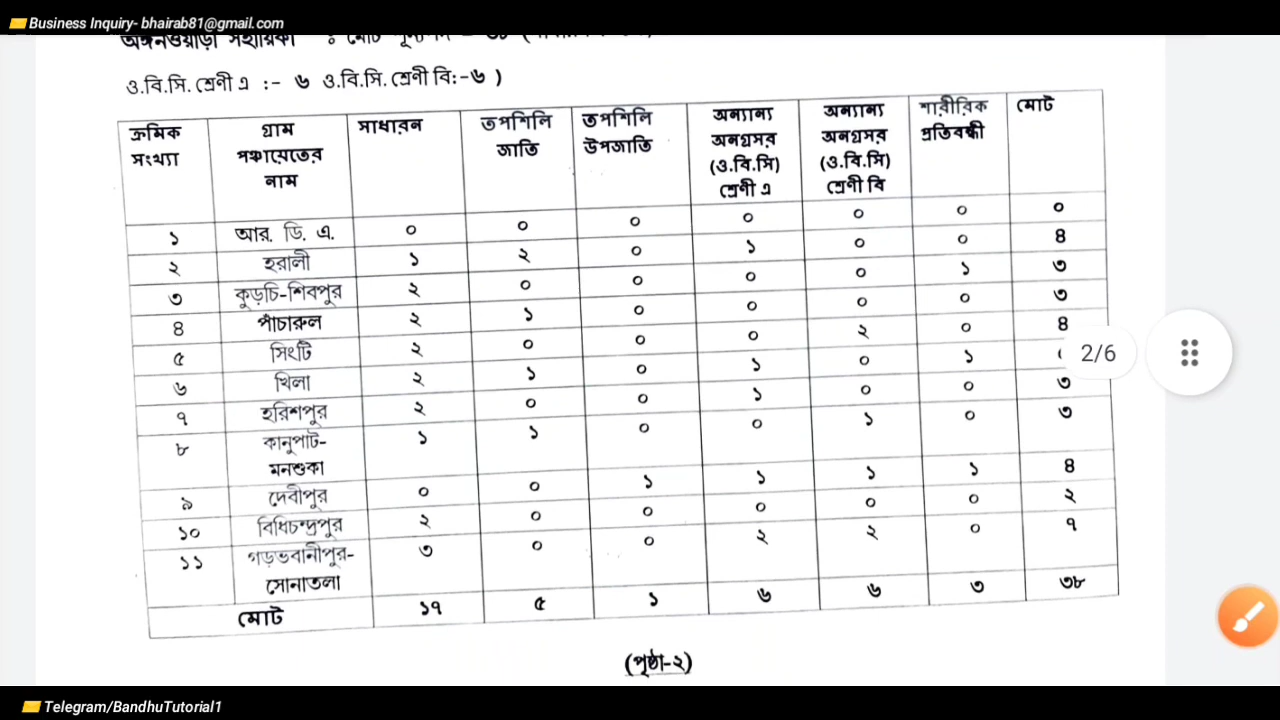 Business Inquiry- bhairab81@gmail.com
ও.বি.সি. শ্রেণী এ :- ৬ ও.বি.সি. শ্রেণী বি:-৬ )
ক্রমিক সংখ্যা গ্রাম পঞ্চায়েতের নাম সাধারন তপশিলি জাতি তপশিলি উপজাতি অন্যান্য অনগ্রসর (ও.বি.সি) শ্রেণী এ অন্যান্য অনগ্রসর (ও.বি.সি) শ্রেণী বি শারীরিক প্রতিবন্ধী মোট
১ আর. ডি. এ. ০ ০ ০ ০ ০ ০ ০
২ হরালী ১ ২ ০ ১ ০ ০ ৪
৩ কুড়চি-শিবপুর ২ ০ ০ ০ ০ ১ ৩
৪ পাঁচারুল ২ ১ ০ ০ ০ ০ ৩
৫ সিংটি ২ ০ ০ ০ ২ ০ ৪
৬ খিলা ২ ১ ০ ১ ০ ১
৭ হরিশপুর ২ ০ ০ ১ ০ ০ ৩
৮ কানুপাট-মনশুকা ১ ১ ০ ০ ১ ০ ৩
৯ দেবীপুর ০ ০ ১ ১ ১ ১ ৪
১০ বিধিচন্দ্রপুর ২ ০ ০ ০ ০ ০ ২
১১ গড়ভবানীপুর-সোনাতলা ৩ ০ ০ ২ ২ ০ ৭
মোট ১৭ ৫ ১ ৬ ৬ ৩ ৩৮
2/6
(পৃষ্ঠা-২)
Telegram/BandhuTutorial1